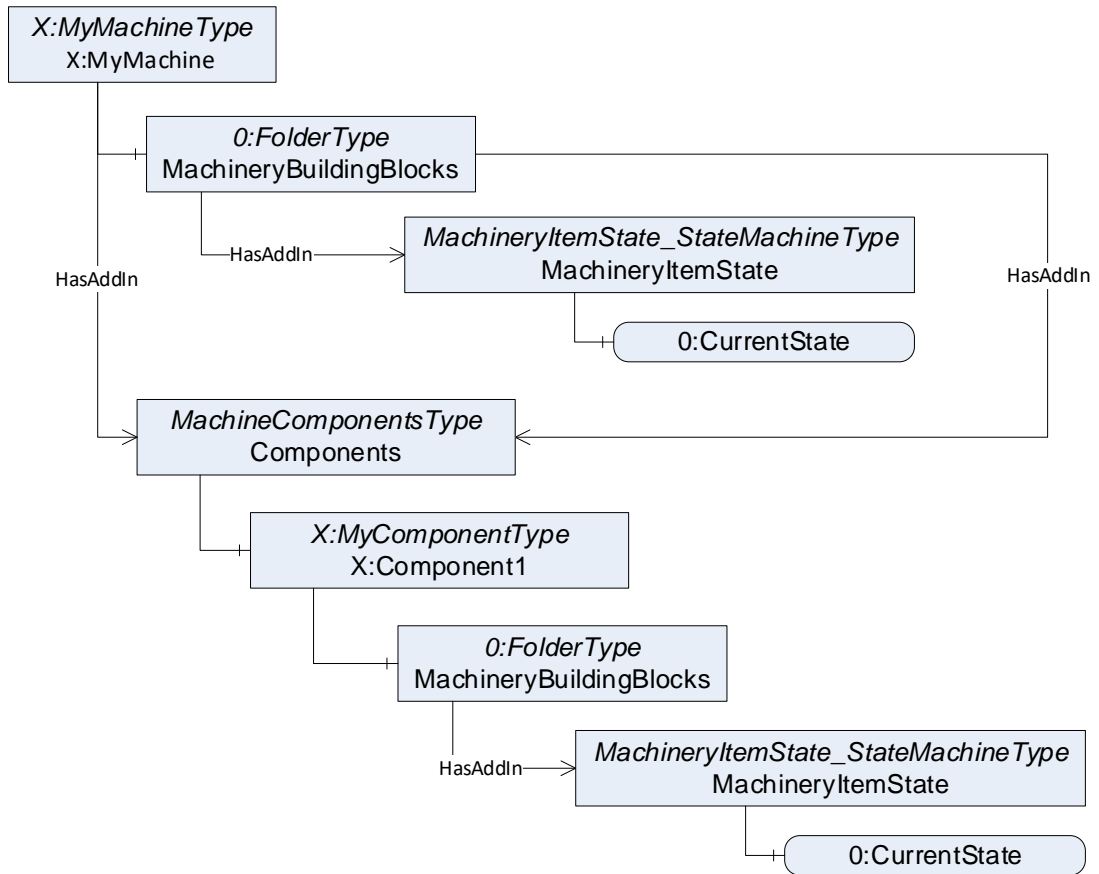 X:MyMachineType
X:MyMachine
0:FolderType
MachineryBuildingBlocks
MachineryItemState_StateMachineType
MachineryItemState
HasAddIn
HasAddIn
HasAddIn
0:CurrentState
MachineComponentsType
Components
X:MyComponentType
X:Component1
0:FolderType
MachineryBuildingBlocks
MachineryItemState_StateMachineType
MachineryItemState
HasAddIn
0:CurrentState